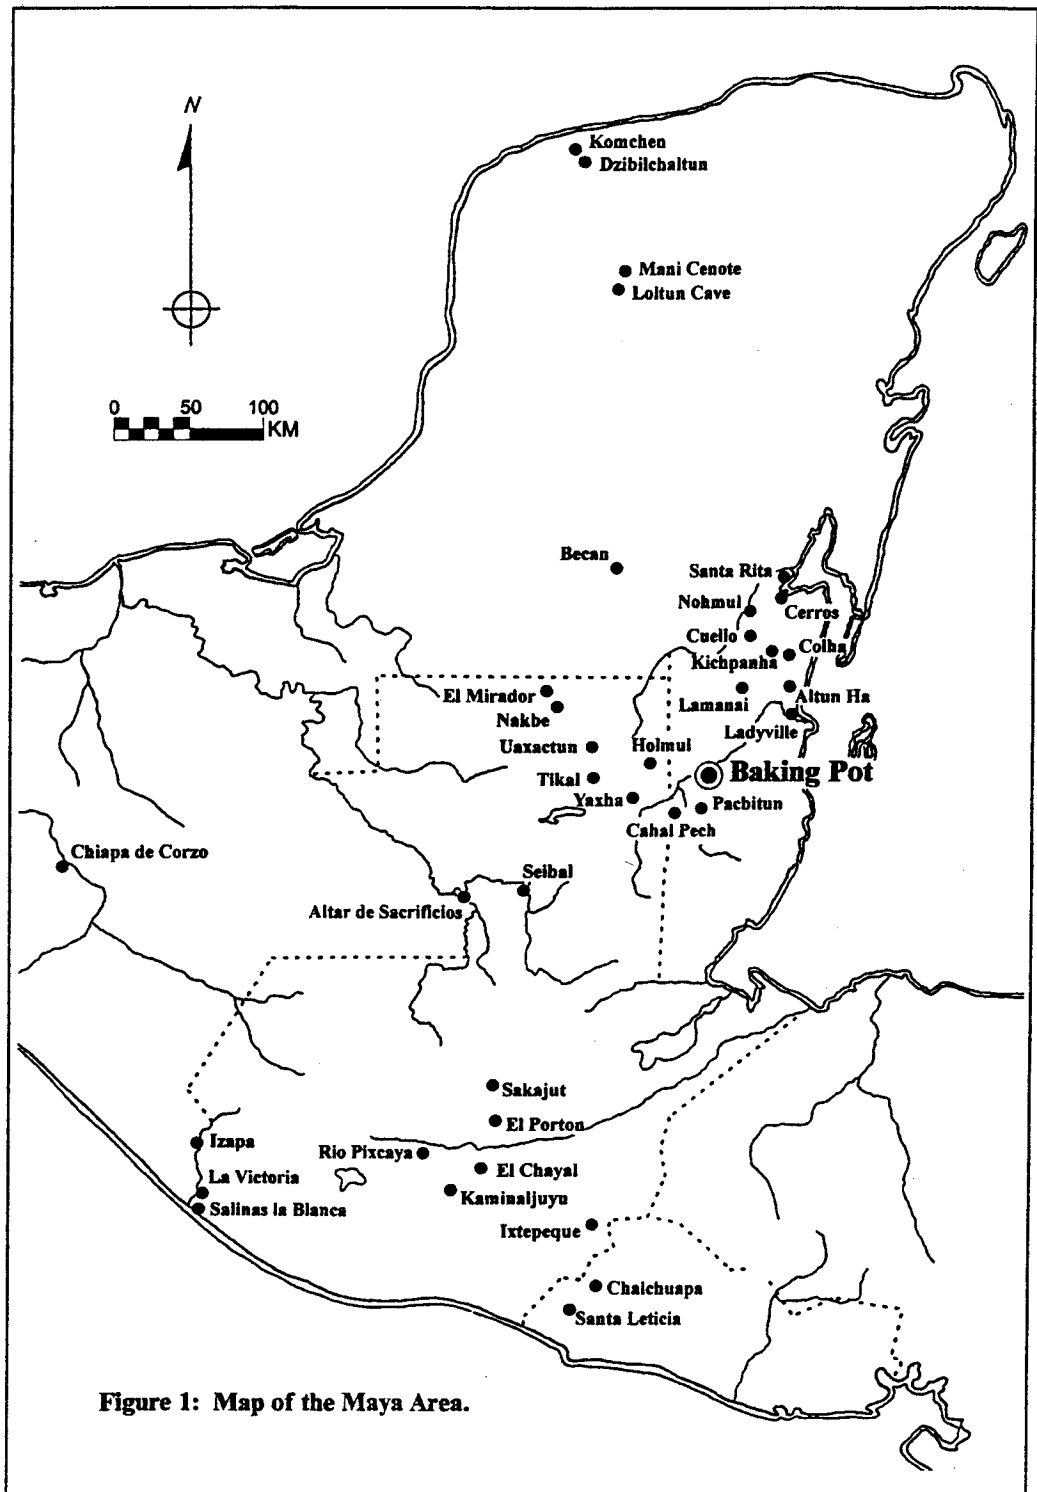 N
Komchen
Dzibilchaltun
Mani Cenote
Loltun Cave
0 50 100
KM
Becan
Santa Rita
Nohmul
Cerros
Cuello
Colha
Kichpanha
El Mirador
Lamanai
Altun Ha
Nakbe
Ladyville
Uaxactun
Holmul
Tikal
Baking Pot
Yaxha
Pacbitun
Cahal Pech
Chiapa de Corzo
Seibal
Altar de Sacrificios
Sakajut
El Porton
Izapa
Rio Pixcaya
El Chayal
La Victoria
Kaminaljuyu
Salinas la Blanca
Ixtepeque
Chalchuapa
Santa Leticia
Figure 1: Map of the Maya Area.